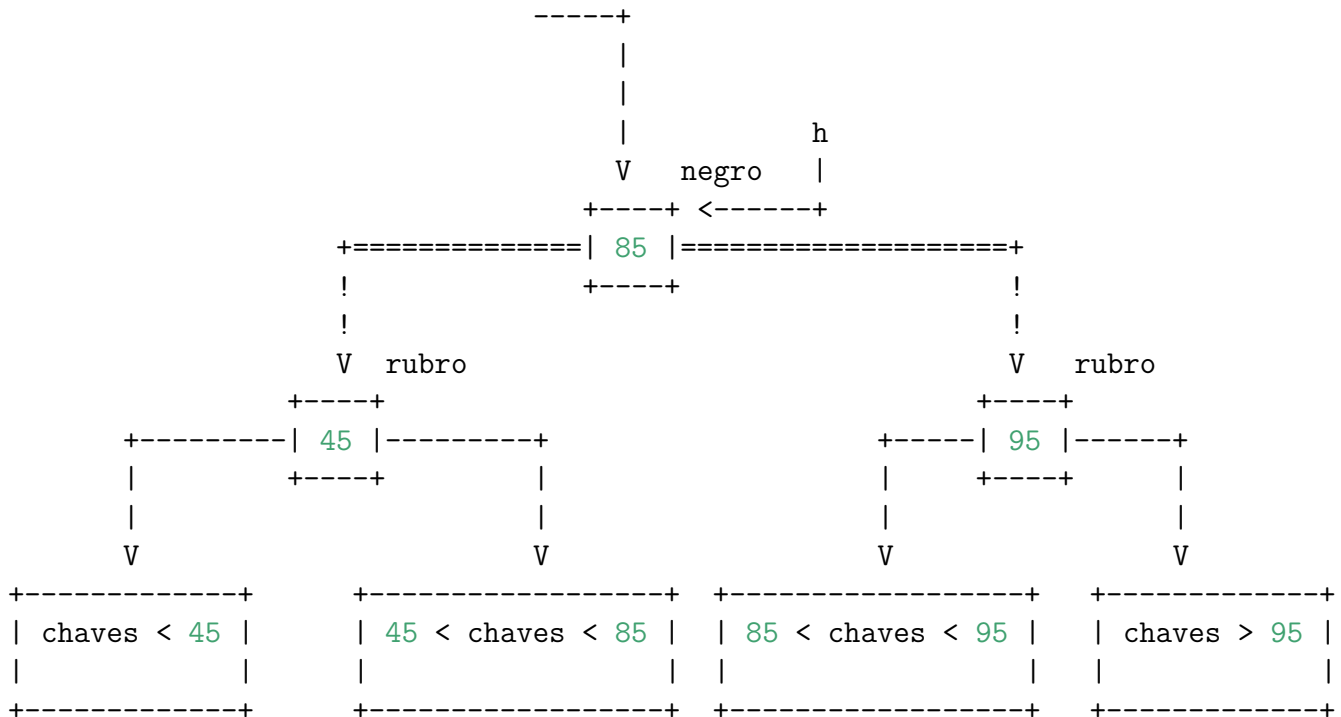 -----+
|
|
| h
V negro |
+----+ <------+
+==============| 85 |====================+
! +----+ !
! !
V rubro V rubro
+----+ +----+
+---------| 45 |---------+ +-----| 95 |------+
| +----+ | | +----+ |
| | | |
V V V V
+-------------+ +------------------+ +------------------+ +-------------+
| chaves < 45 | | 45 < chaves < 85 | | 85 < chaves < 95 | | chaves > 95 |
| | | | | | | |
+-------------+ +------------------+ +------------------+ +-------------+